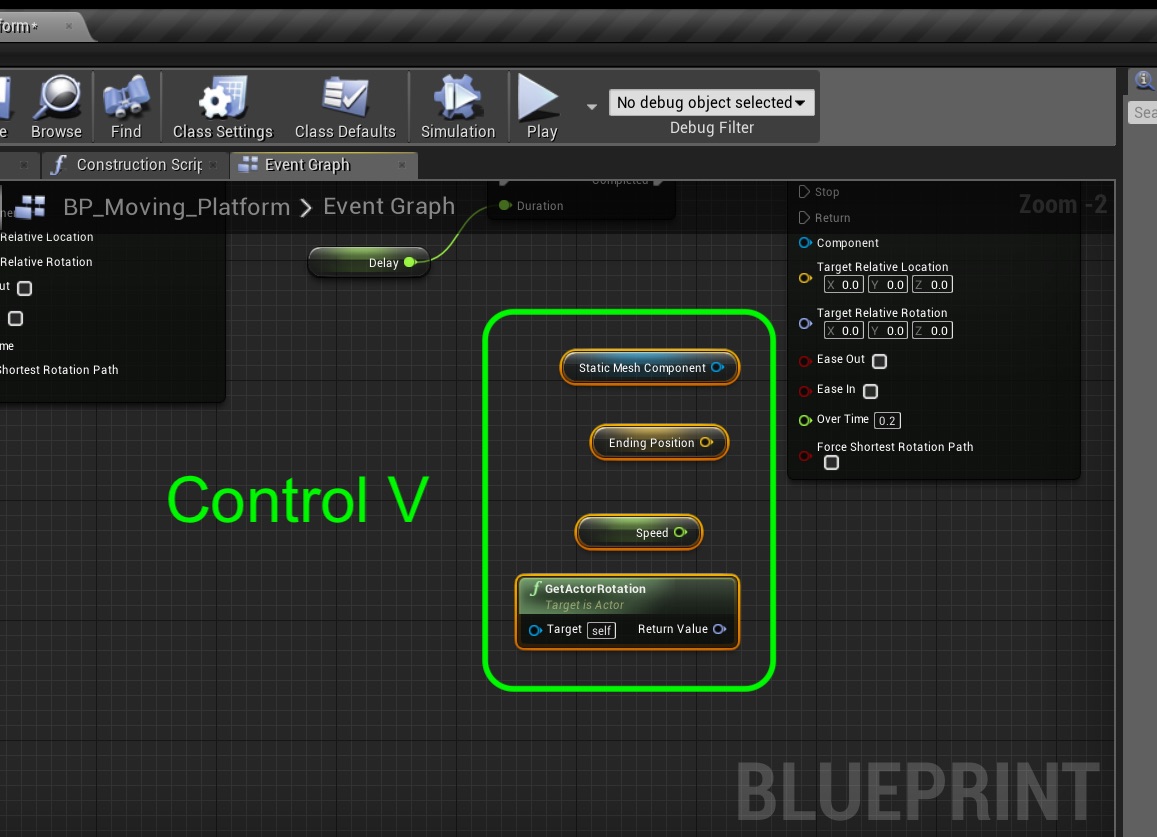 form*
Browse
Find
Class Settings
Class Defaults
Simulation
Play
No debug object selected
Debug Filter
Sea
Construction Scrip
Event Graph
BP_Moving_Platform > Event Graph
Zoom -2
Completed
Duration
Delay
Relative Location
Relative Rotation
ut
me
Shortest Rotation Path
Stop
Return
Component
Target Relative Location
X 0.0 Y 0.0 Z 0.0
Target Relative Rotation
X 0.0 Y 0.0 Z 0.0
Ease Out
Ease In
Over Time 0.2
Force Shortest Rotation Path
Static Mesh Component
Ending Position
Control V
Speed
f GetActorRotation
Target is Actor
Target self Return Value
BLUEPRINT